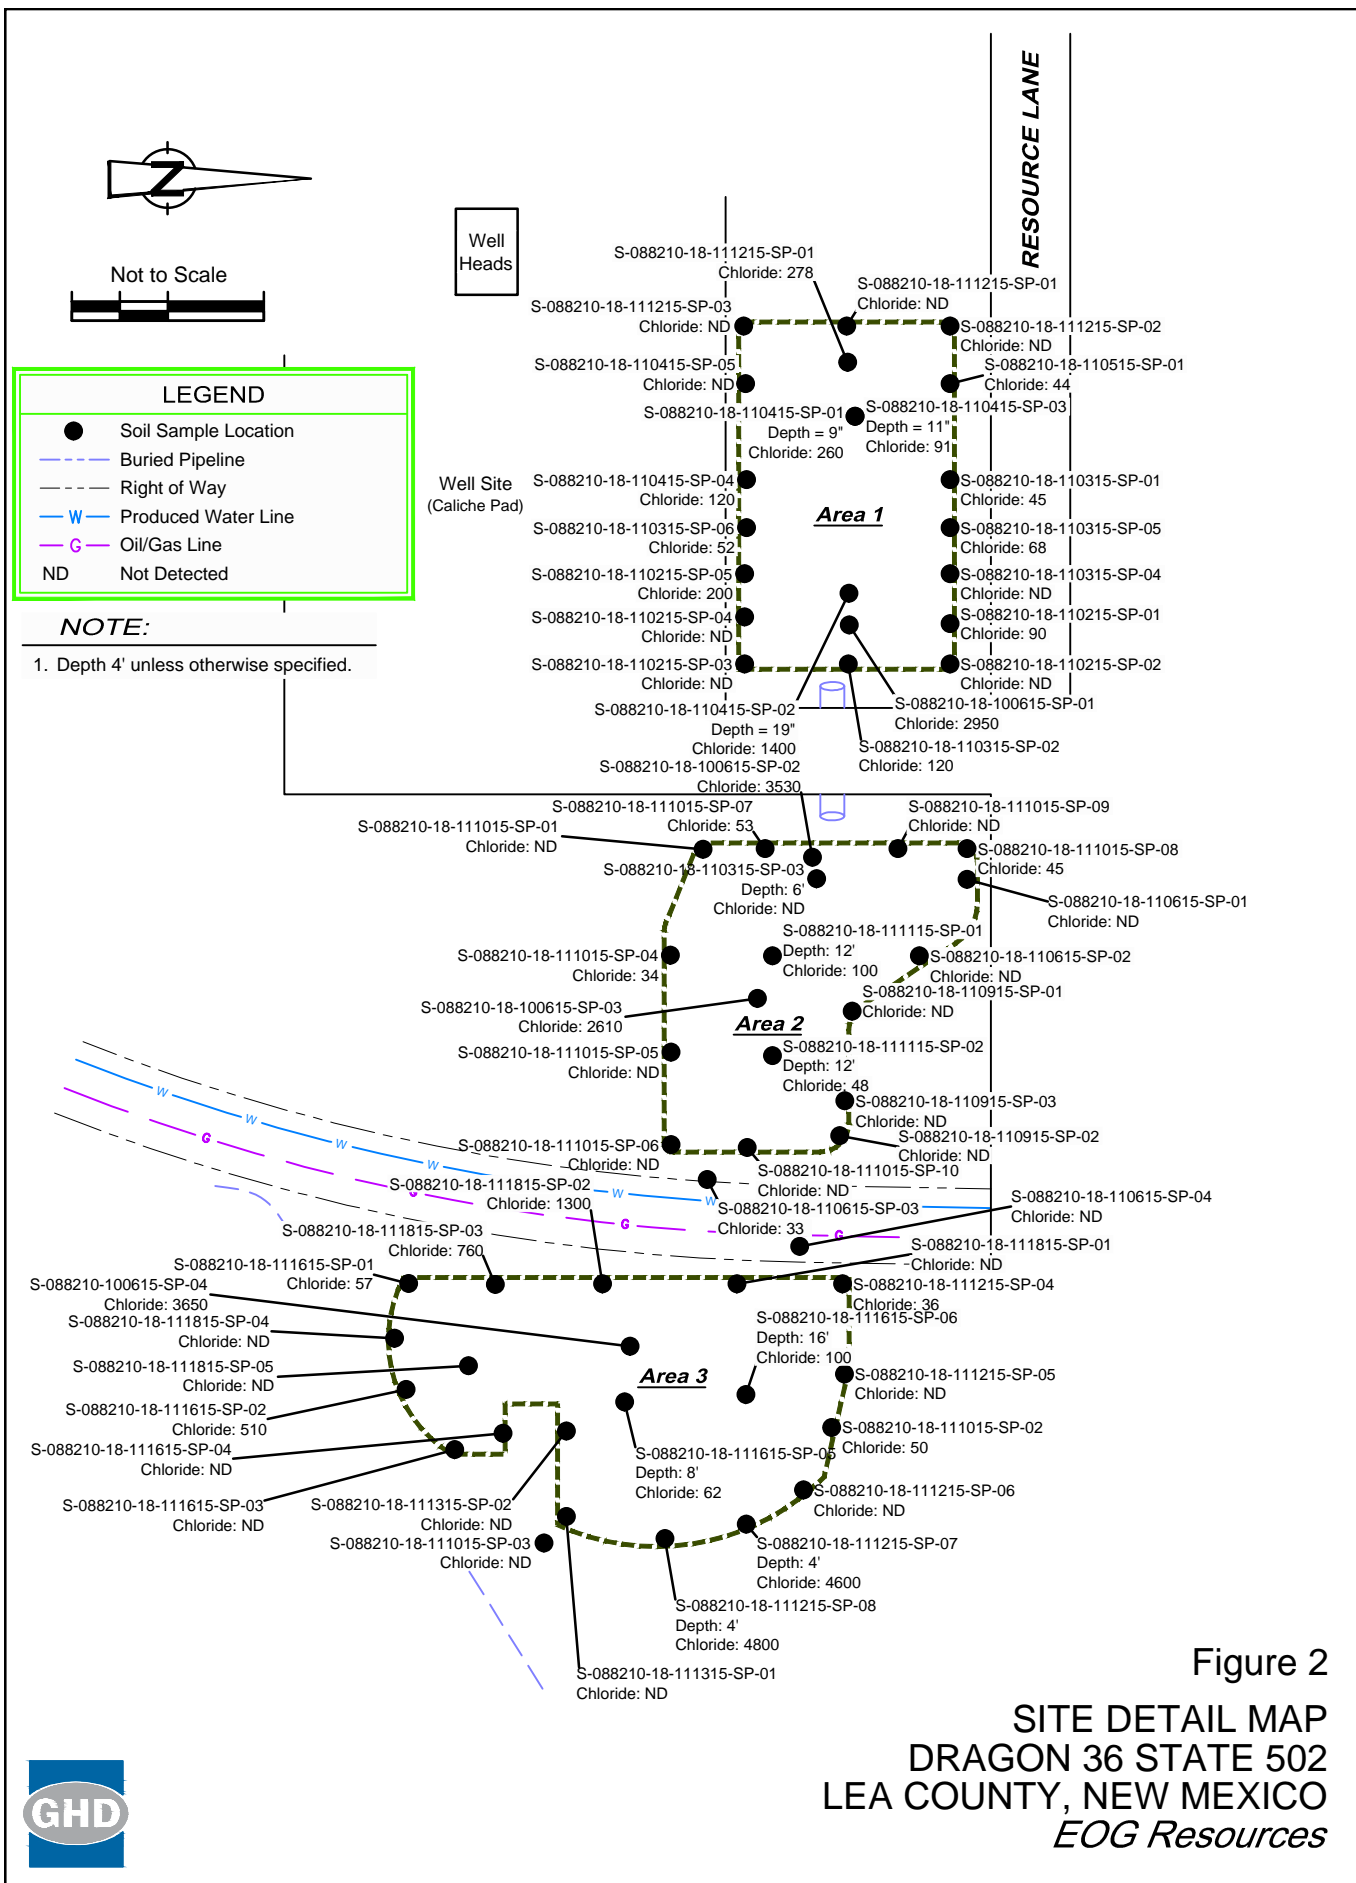 RESOURCE LANE
Z
Not to Scale
Well
Heads
LEGEND
Soil Sample Location
Buried Pipeline
Right of Way
W Produced Water Line
G Oil/Gas Line
ND Not Detected
NOTE:
1. Depth 4' unless otherwise specified.
Well Site
(Caliche Pad)
S-088210-18-111215-SP-01
Chloride: 278
S-088210-18-111215-SP-01
Chloride: ND
S-088210-18-111215-SP-03
Chloride: ND
S-088210-18-111215-SP-02
Chloride: ND
S-088210-18-110415-SP-05
Chloride: ND
S-088210-18-110515-SP-01
Chloride: 44
S-088210-18-110415-SP-01
Depth = 9"
Chloride: 260
S-088210-18-110415-SP-03
Depth = 11"
Chloride: 91
S-088210-18-110415-SP-04
Chloride: 120
S-088210-18-110315-SP-01
Chloride: 45
Area 1
S-088210-18-110315-SP-06
Chloride: 52
S-088210-18-110315-SP-05
Chloride: 68
S-088210-18-110215-SP-05
Chloride: 200
S-088210-18-110315-SP-04
Chloride: ND
S-088210-18-110215-SP-04
Chloride: ND
S-088210-18-110215-SP-01
Chloride: 90
S-088210-18-110215-SP-03
Chloride: ND
S-088210-18-110215-SP-02
Chloride: ND
S-088210-18-110415-SP-02
Depth = 19"
Chloride: 1400
S-088210-18-100615-SP-01
Chloride: 2950
S-088210-18-110315-SP-02
Chloride: 120
S-088210-18-100615-SP-02
Chloride: 3530
S-088210-18-111015-SP-07
Chloride: 53
S-088210-18-111015-SP-09
Chloride: ND
S-088210-18-111015-SP-01
Chloride: ND
S-088210-18-111015-SP-08
Chloride: 45
S-088210-18-110315-SP-03
Depth: 6'
Chloride: ND
S-088210-18-110615-SP-01
Chloride: ND
S-088210-18-111115-SP-01
Depth: 12'
Chloride: 100
S-088210-18-111015-SP-04
Chloride: 34
S-088210-18-110615-SP-02
Chloride: ND
S-088210-18-110915-SP-01
Chloride: ND
S-088210-18-100615-SP-03
Chloride: 2610
Area 2
S-088210-18-111015-SP-05
Chloride: ND
S-088210-18-111115-SP-02
Depth: 12'
Chloride: 48
S-088210-18-110915-SP-03
Chloride: ND
S-088210-18-110915-SP-02
Chloride: ND
S-088210-18-111015-SP-06
Chloride: ND
S-088210-18-111015-SP-10
Chloride: ND
W
W
W
W
W
W
G
G
G
G
S-088210-18-111815-SP-02
Chloride: 1300
S-088210-18-110615-SP-03
Chloride: 33
S-088210-18-110615-SP-04
Chloride: ND
S-088210-18-111815-SP-03
Chloride: 760
S-088210-18-111815-SP-01
Chloride: ND
S-088210-18-111615-SP-01
Chloride: 57
S-088210-100615-SP-04
Chloride: 3650
S-088210-18-111215-SP-04
Chloride: 36
S-088210-18-111815-SP-04
Chloride: ND
S-088210-18-111615-SP-06
Depth: 16'
Chloride: 100
S-088210-18-111815-SP-05
Chloride: ND
Area 3
S-088210-18-111215-SP-05
Chloride: ND
S-088210-18-111615-SP-02
Chloride: 510
S-088210-18-111015-SP-02
Chloride: 50
S-088210-18-111615-SP-04
Chloride: ND
S-088210-18-111615-SP-05
Depth: 8'
Chloride: 62
S-088210-18-111615-SP-03
Chloride: ND
S-088210-18-111315-SP-02
Chloride: ND
S-088210-18-111215-SP-06
Chloride: ND
S-088210-18-111015-SP-03
Chloride: ND
S-088210-18-111215-SP-07
Depth: 4'
Chloride: 4600
S-088210-18-111215-SP-08
Depth: 4'
Chloride: 4800
S-088210-18-111315-SP-01
Chloride: ND
Figure 2
SITE DETAIL MAP
DRAGON 36 STATE 502
LEA COUNTY, NEW MEXICO
EOG Resources
GHD